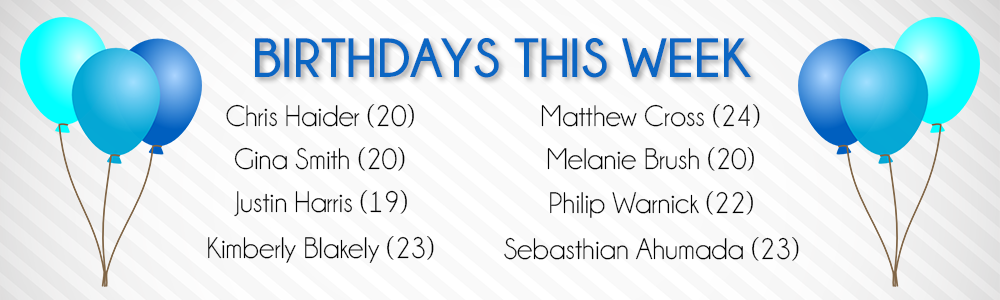 BIRTHDAYS THIS WEEK
Chris Haider (20)
Gina Smith (20)
Justin Harris (19)
Kimberly Blakely (23)
Matthew Cross (24)
Melanie Brush (20)
Philip Warnick (22)
Sebasthian Ahumada (23)